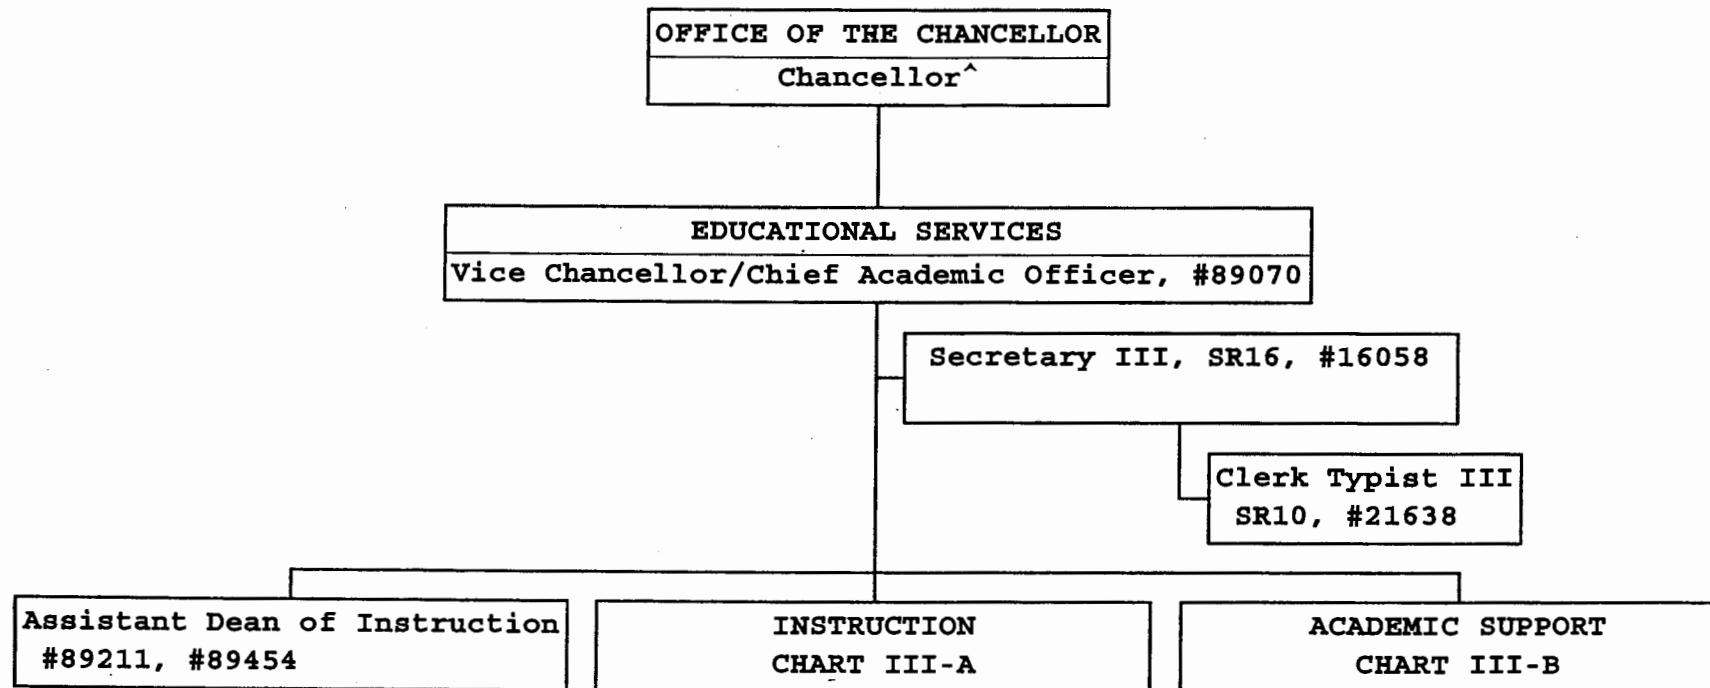 OFFICE OF THE CHANCELLOR
Chancellor^
EDUCATIONAL SERVICES
Vice Chancellor/Chief Academic Officer, #89070
Secretary III, SR16, #16058
Clerk Typist III
SR10, #21638
Assistant Dean of Instruction
#89211, #89454
INSTRUCTION
CHART III-A
ACADEMIC SUPPORT
CHART III-B